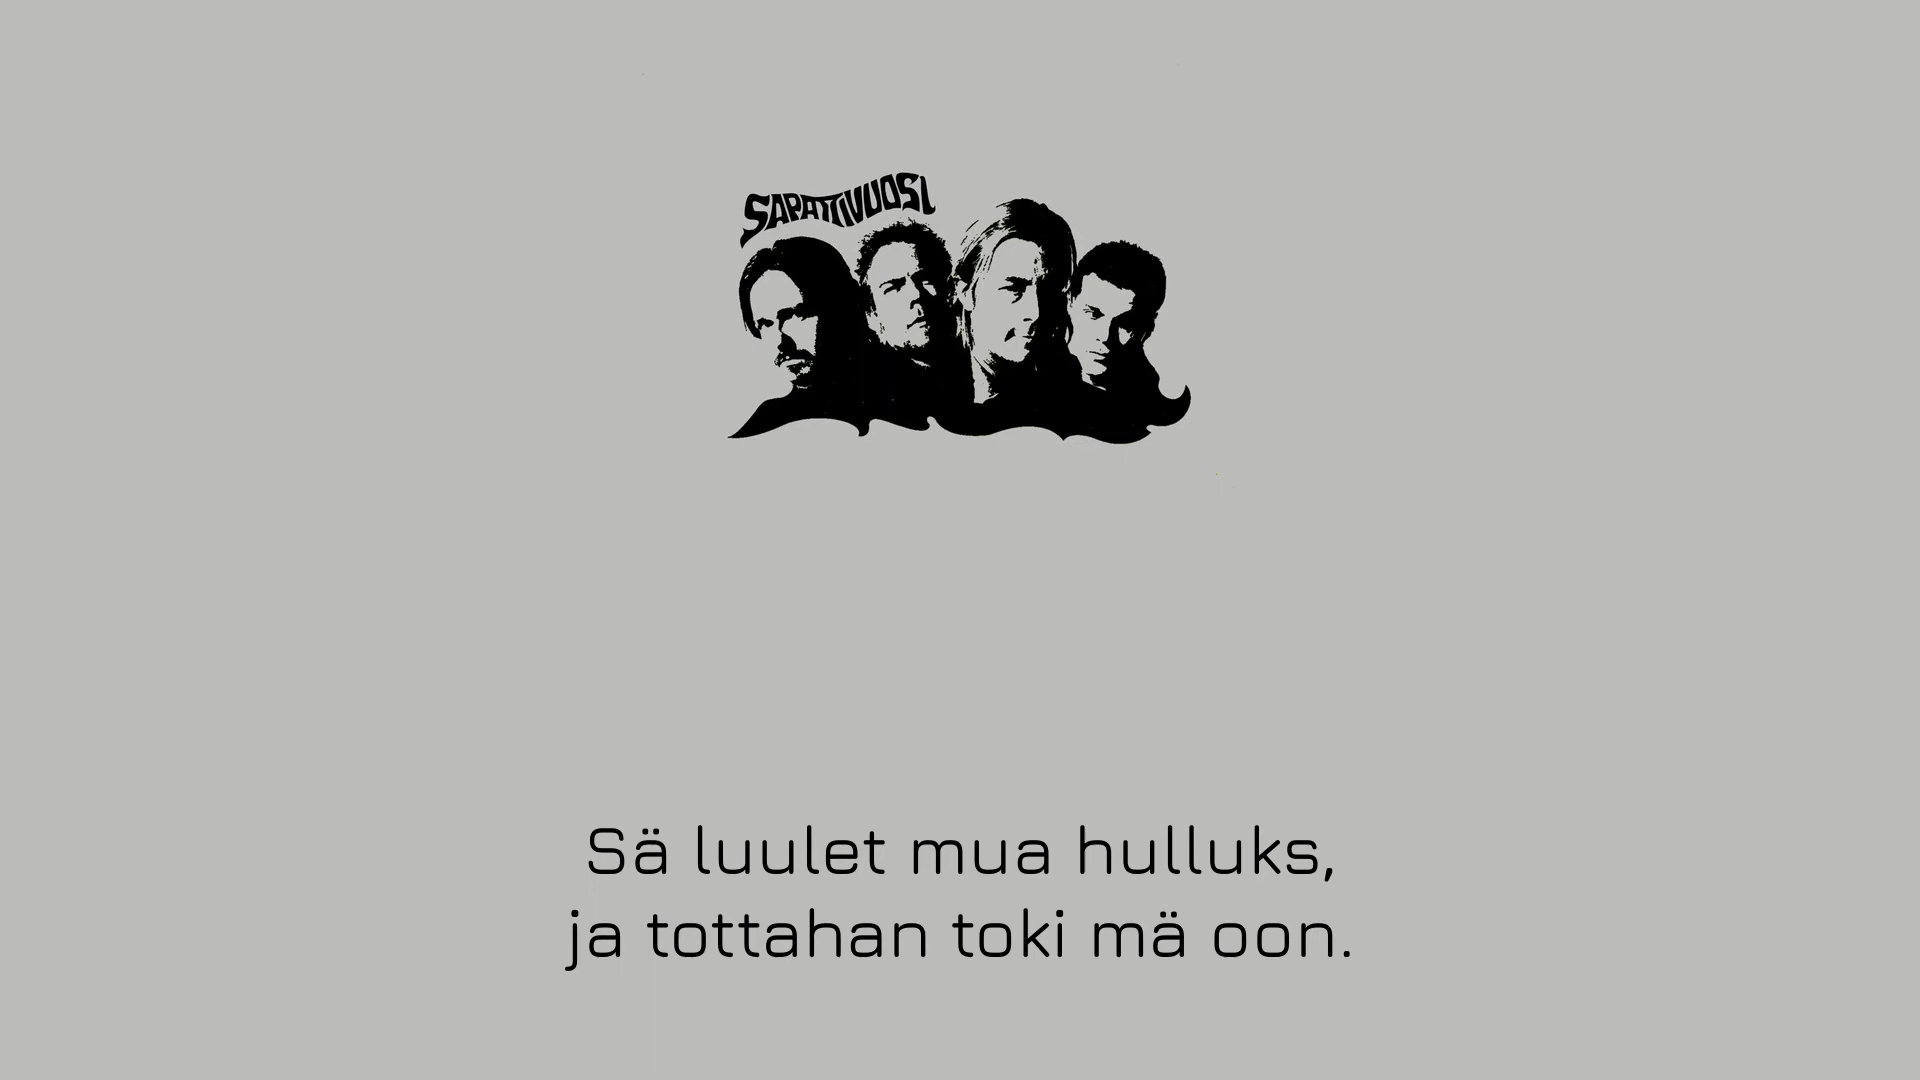 SAPATTIVUOSI
Sä luulet mua hulluks,
ja tottahan toki mä oon.